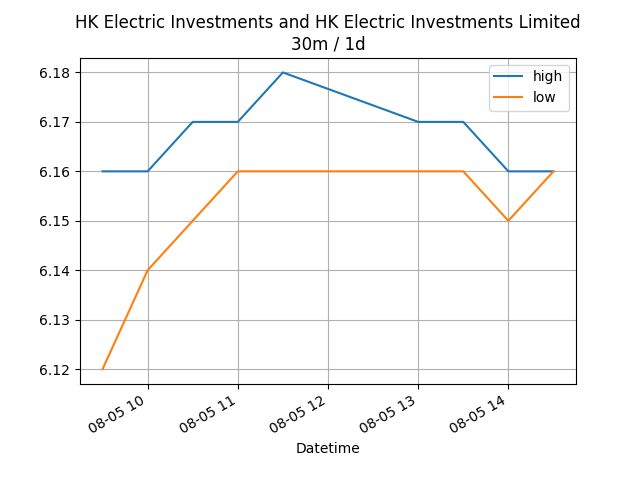 HK Electric Investments and HK Electric Investments Limited
30m / 1d
high
low
6.18
6.17
6.16
6.15
6.14
6.13
6.12
08-05 10
08-05 11
08-05 12
08-05 13
08-05 14
Datetime